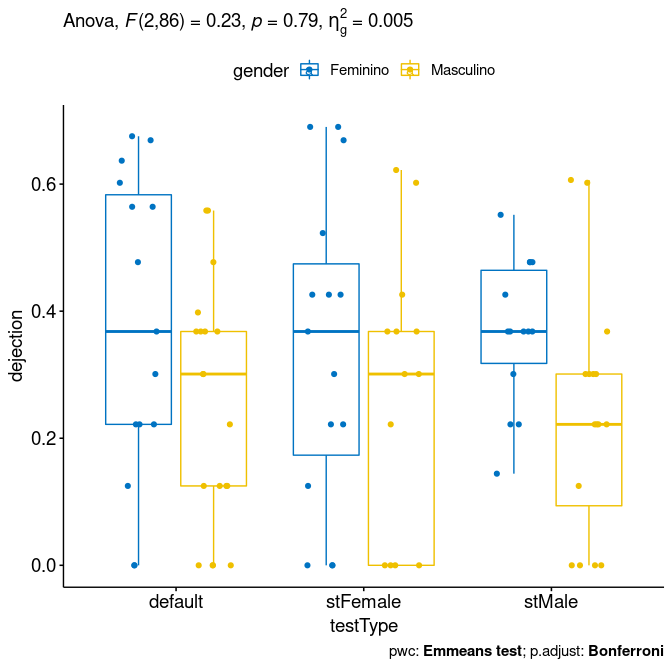 Anova, F(2,86) = 0.23, p = 0.79, η²g = 0.005
gender Feminino Masculino
dejection
0.6
0.4
0.2
0.0
default stFemale stMale
testType
pwc: Emmeans test; p.adjust: Bonferroni